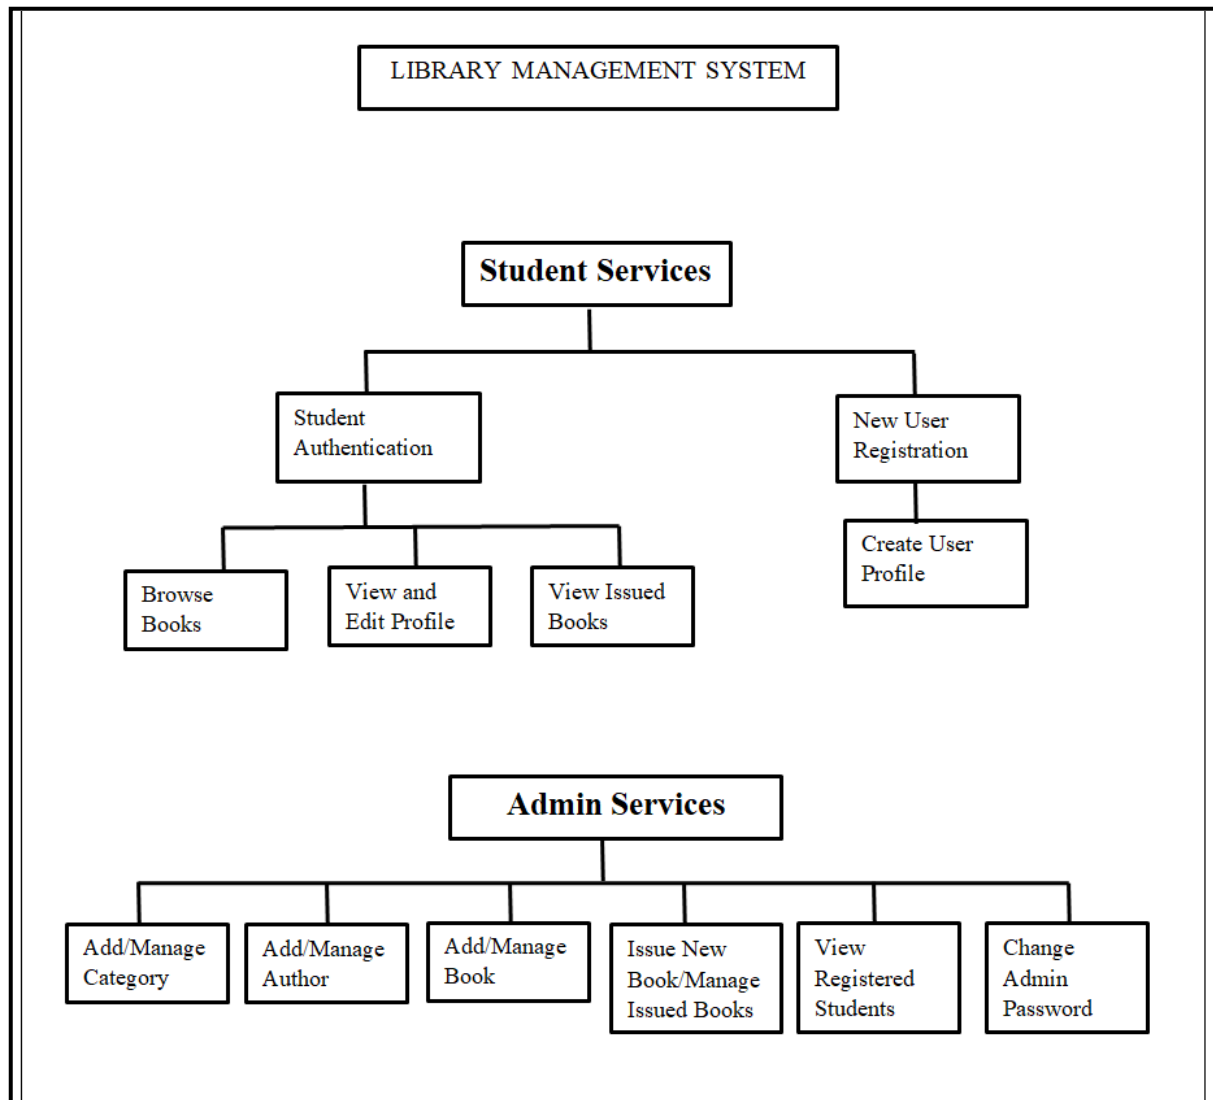 LIBRARY MANAGEMENT SYSTEM
Student Services
Student
Authentication
New User
Registration
Browse
Books
View and
Edit Profile
View Issued
Books
Create User
Profile
Admin Services
Add/Manage
Category
Add/Manage
Author
Add/Manage
Book
Issue New
Book/Manage
Issued Books
View
Registered
Students
Change
Admin
Password